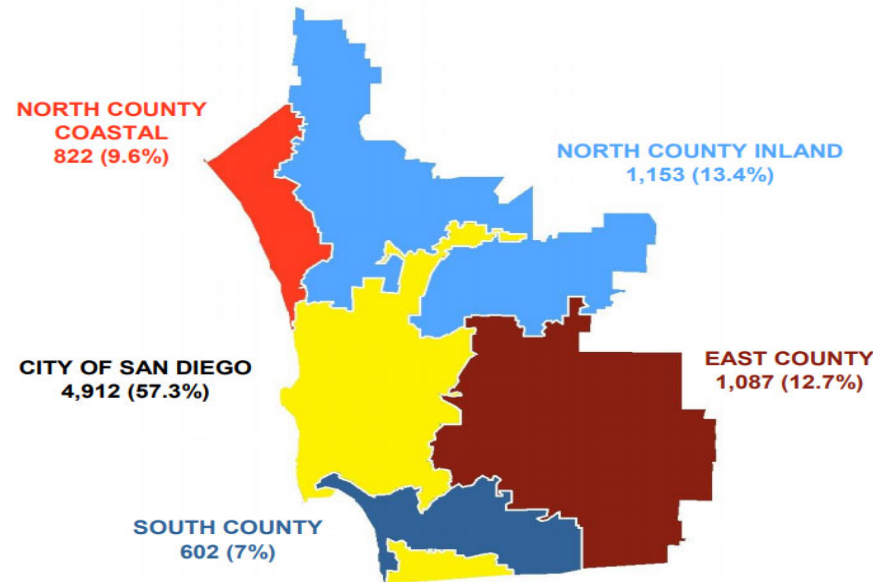 NORTH COUNTY
COASTAL
822 (9.6%)
NORTH COUNTY INLAND
1,153 (13.4%)
CITY OF SAN DIEGO
4,912 (57.3%)
EAST COUNTY
1,087 (12.7%)
SOUTH COUNTY
602 (7%)